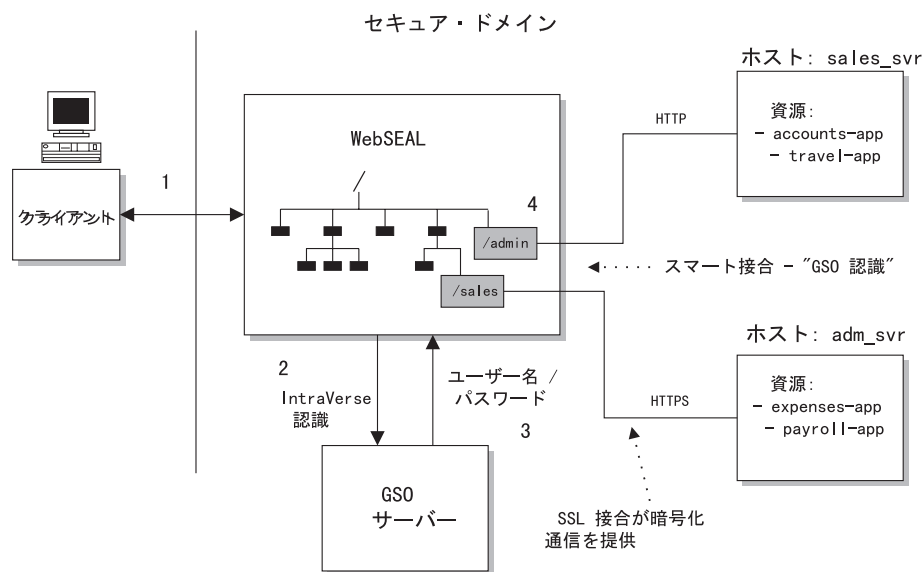 セキュア・ドメイン
ホスト: sales_svr
資源:
- accounts-app
- travel-app
HTTP
WebSEAL
/
1
クライアント
4
/admin
/sales
スマート接合 - "GSO 認識"
ホスト: adm_svr
資源:
- expenses-app
- payroll-app
HTTPS
2
IntraVerse
認識
ユーザー名 /
パスワード
3
GSO
サーバー
SSL 接合が暗号化
通信を提供